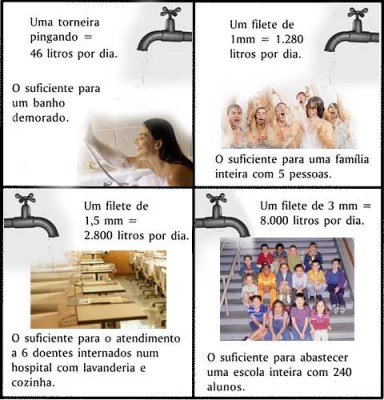 Uma torneira
pingando =
46 litros por dia.
O suficiente para
um banho
demorado.
Um filete de
1mm = 1.280
litros por dia.
O suficiente para uma família
inteira com 5 pessoas.
Um filete de
1,5 mm =
2.800 litros por dia.
O suficiente para o atendimento
a 6 doentes internados num
hospital com lavanderia e
cozinha.
Um filete de 3 mm =
8.000 litros por dia.
O suficiente para abastecer
uma escola inteira com 240
alunos.